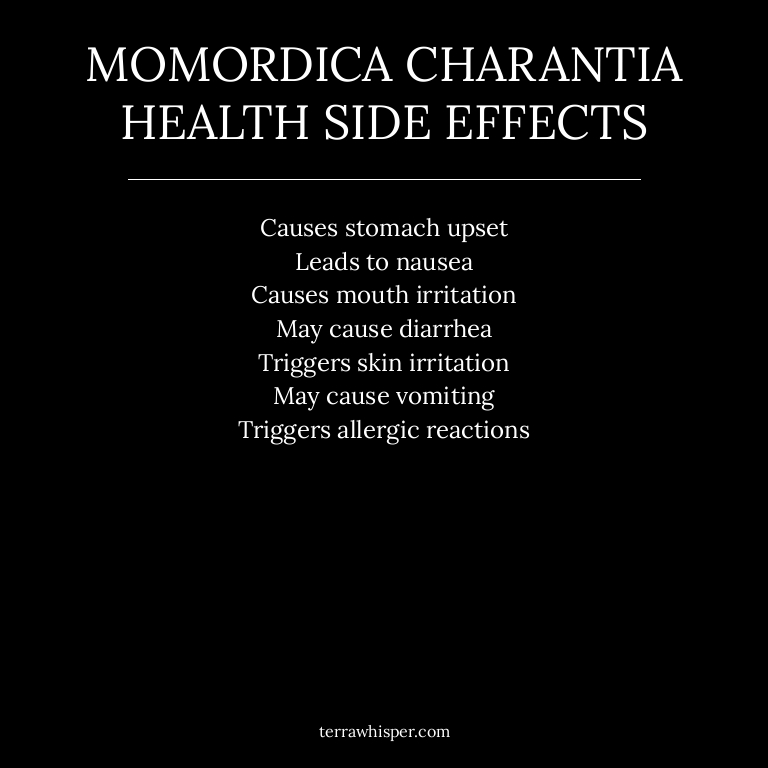 MOMORDICA CHARANTIA
HEALTH SIDE EFFECTS
Causes stomach upset
Leads to nausea
Causes mouth irritation
May cause diarrhea
Triggers skin irritation
May cause vomiting
Triggers allergic reactions
terrawhisper.com